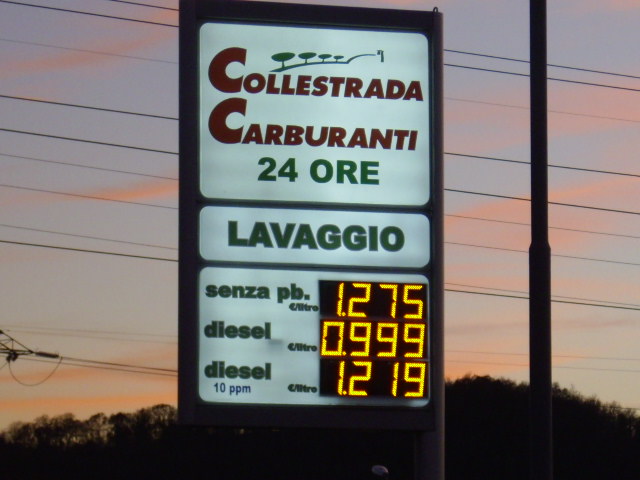 COLLESTRADA
CARBURANTI
24 ORE
LAVAGGIO
senza pb. €/litro 1.275
diesel €/litro 0.999
diesel €/litro 1.219
10 ppm